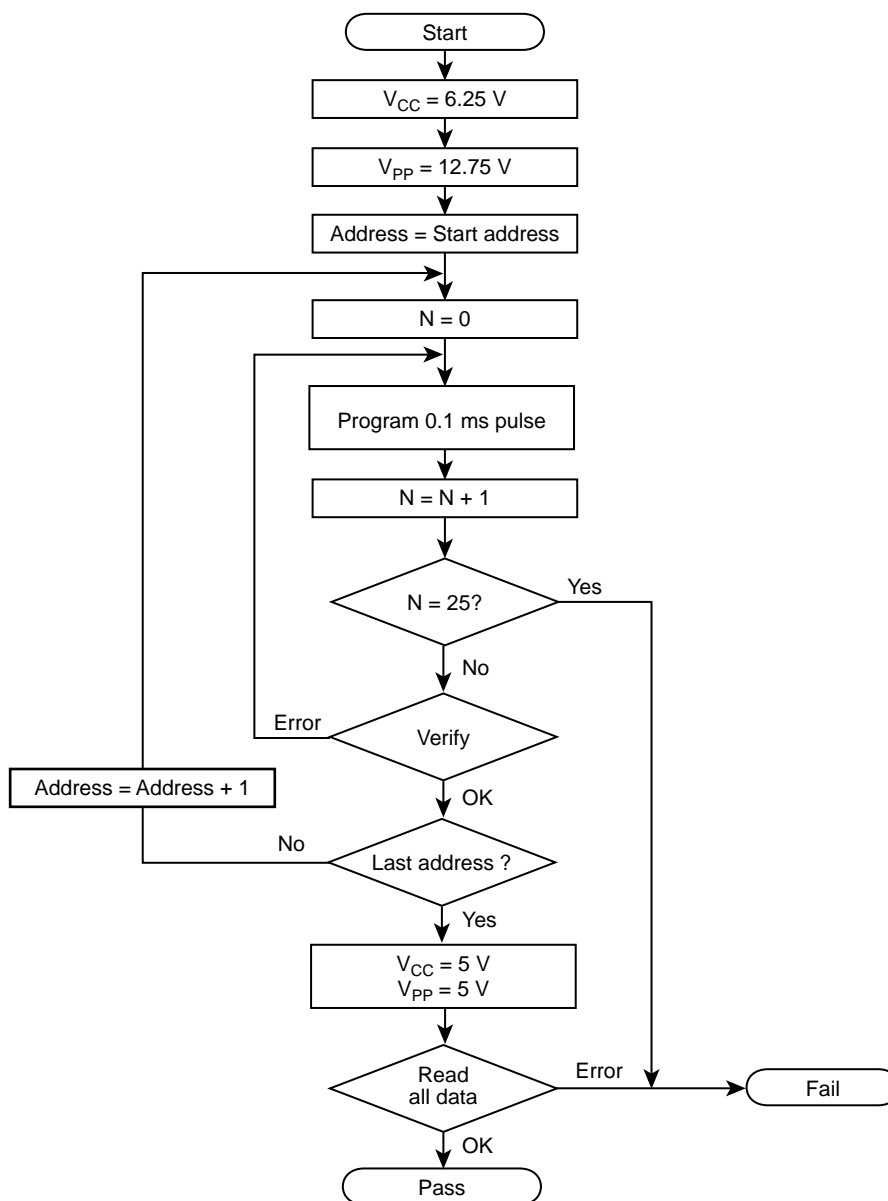 Start
V_CC = 6.25 V
V_PP = 12.75 V
Address = Start address
N = 0
Program 0.1 ms pulse
N = N + 1
N = 25?
Yes
No
Verify
Error
OK
Address = Address + 1
Last address ?
No
Yes
V_CC = 5 V
V_PP = 5 V
Read
all data
Error
Fail
OK
Pass